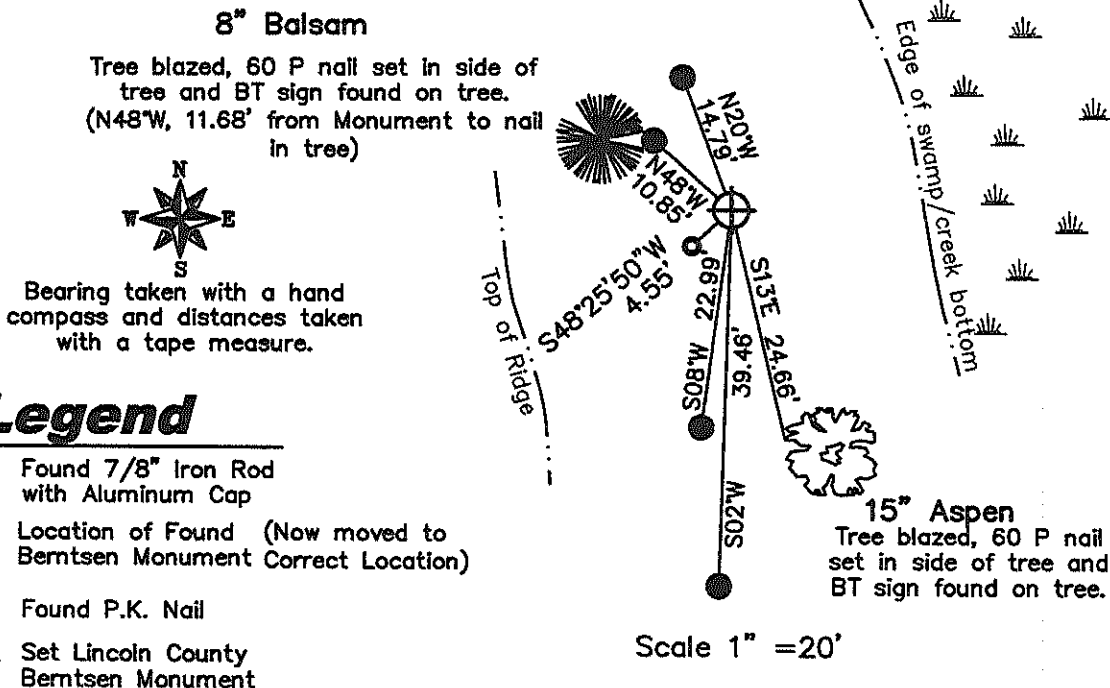 8" Balsam
Tree blazed, 60 P nail set in side of
tree and BT sign found on tree.
(N48°W, 11.68' from Monument to nail
in tree)
N
W E
S
Bearing taken with a hand
compass and distances taken
with a tape measure.
Legend
Found 7/8" Iron Rod
with Aluminum Cap
Location of Found (Now moved to
Berntsen Monument Correct Location)
Found P.K. Nail
Set Lincoln County
Berntsen Monument
Top of Ridge
N20°W
14.79'
N48°W
10.85'
S48°25'50"W
4.55'
S08°W 22.99'
S02°W 39.46'
S13°E 24.66'
Edge of swamp/creek bottom
15" Aspen
Tree blazed, 60 P nail
set in side of tree and
BT sign found on tree.
Scale 1" =20'